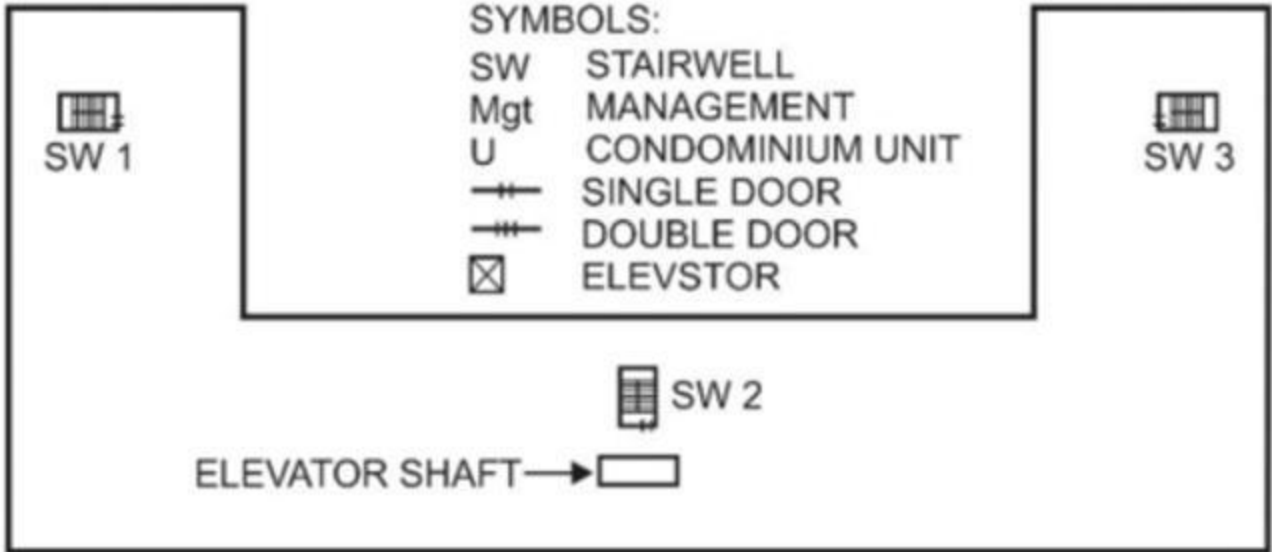 SYMBOLS:
SW STAIRWELL
Mgt MANAGEMENT
U CONDOMINIUM UNIT
SINGLE DOOR
DOUBLE DOOR
ELEVSTOR
SW 1
SW 3
SW 2
ELEVATOR SHAFT